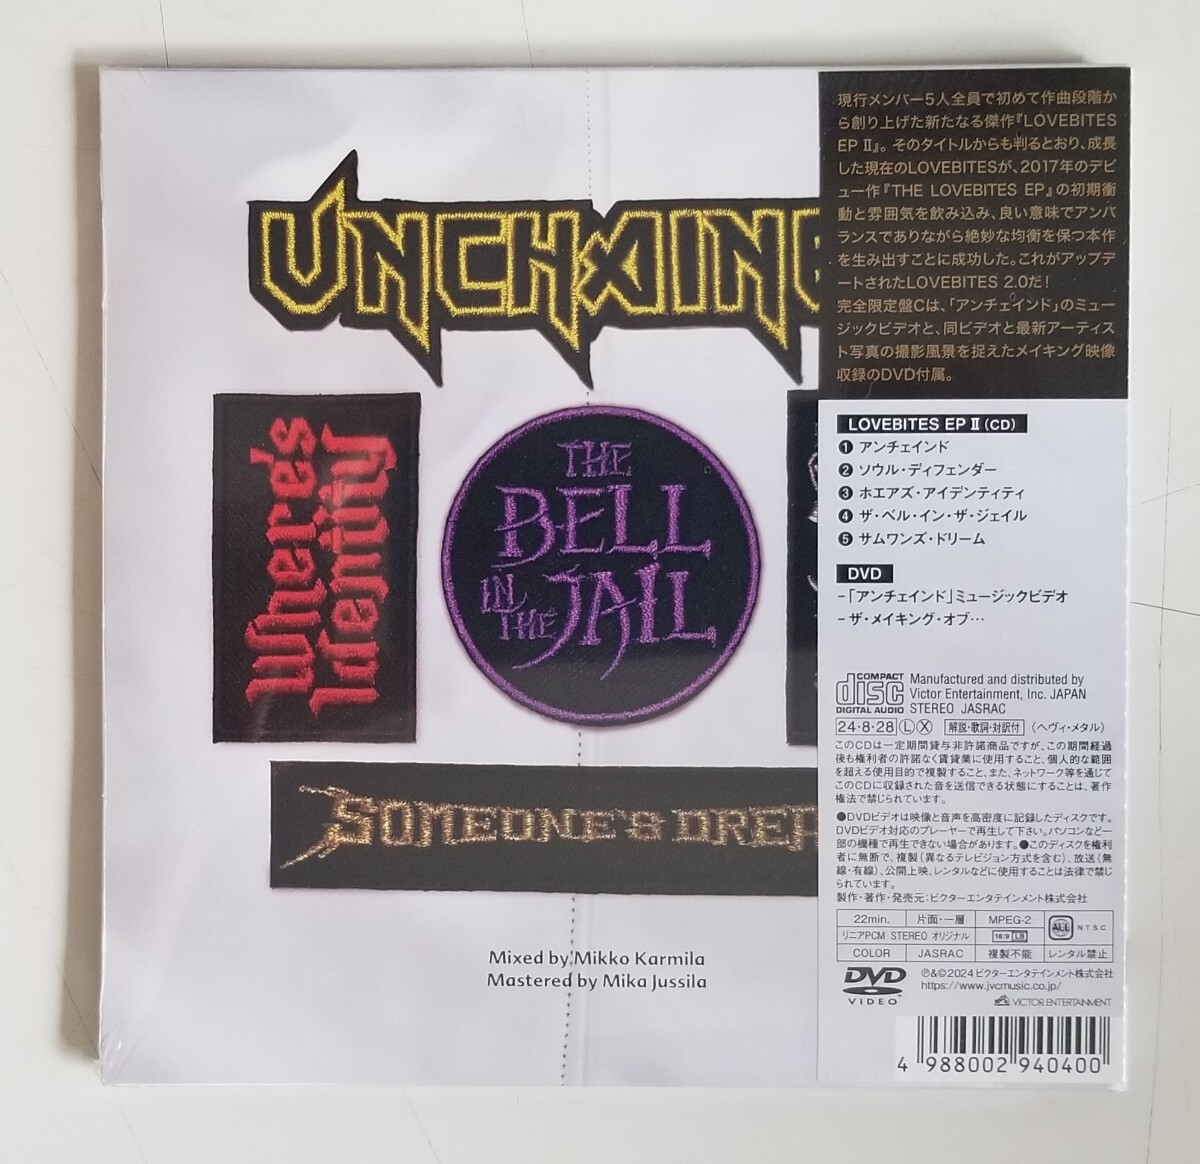 UNCHAINE
Where's
Identity
THE
BELL
IN THE JAIL
SOMEONE'S DREA
Mixed by Mikko Karmila
Mastered by Mika Jussila
現行メンバー5人全員で初めて作曲段階か
ら創り上げた新たなる傑作『LOVEBITES
EP Ⅱ』。そのタイトルからも判るとおり、成長
した現在のLOVEBITESが、2017年のデビ
ュー作『THE LOVEBITES EP』の初期衝
動と雰囲気を飲み込み、良い意味でアンバ
ランスでありながら絶妙な均衡を保つ本作
を生み出すことに成功した。これがアップデ
ートされたLOVEBITES 2.0だ!
完全限定盤Cは、「アンチェインド」のミュー
ジックビデオと、同ビデオと最新アーティス
ト写真の撮影風景を捉えたメイキング映像
収録のDVD付属。
LOVEBITES EP Ⅱ (CD)
❶ アンチェインド
❷ ソウル・ディフェンダー
❸ ホエアズ・アイデンティティ
❹ ザ・ベル・イン・ザ・ジェイル
❺ サムワンズ・ドリーム
DVD
-「アンチェインド」ミュージックビデオ
- ザ・メイキング・オブ…
COMPACT disc DIGITAL AUDIO
Manufactured and distributed by
Victor Entertainment, Inc. JAPAN
STEREO JASRAC
24・8・28 Ⓛ Ⓧ 解説・歌詞・対訳付 (ヘヴィ・メタル)
このCDは一定期間貸与非許諾商品ですが、この期間経過
後も権利者の許諾なく賃貸業に使用すること、個人的な範囲
を超える使用目的で複製すること、また、ネットワーク等を通じて
このCDに収録された音を送信できる状態にすることは、著作
権法で禁じられています。
●DVDビデオは映像と音声を高密度に記録したディスクです。
DVDビデオ対応のプレーヤーで再生して下さい。パソコンなど一
部の機種で再生できない場合があります。●このディスクを権利
者に無断で、複製(異なるテレビジョン方式を含む)、放送(無
線・有線)、公開上映、レンタルなどに使用することは法律で禁じ
られています。
製作・著作・発売元:ビクターエンタテインメント株式会社
22min. 片面・一層 MPEG-2 ALL NTSC
リニアPCM STEREO オリジナル 16:9 LB
COLOR JASRAC 複製不能 レンタル禁止
DVD VIDEO
℗&©2024 ビクターエンタテインメント株式会社
https://www.jvcmusic.co.jp/
VICTOR ENTERTAINMENT
4 988002 940400